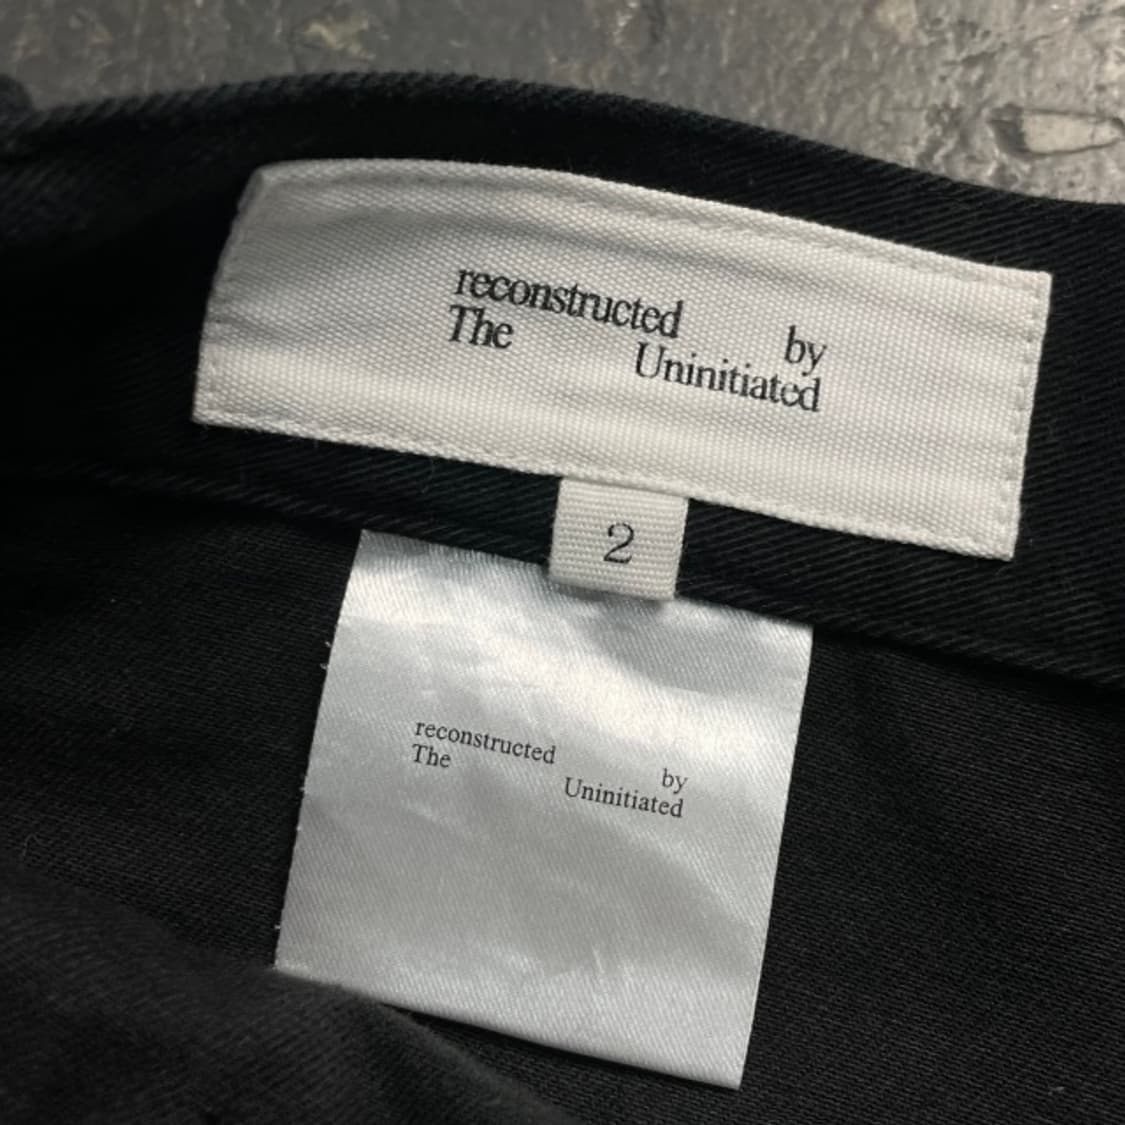 reconstructed by
The Uninitiated
2
reconstructed by
The Uninitiated